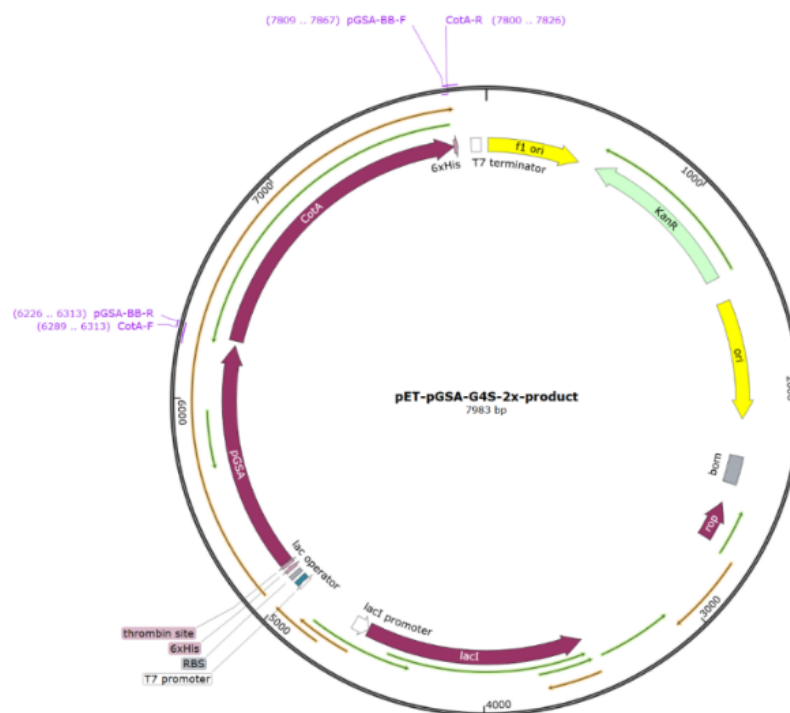 (7809 .. 7867) pGSA-BB-F
CotA-R (7800 .. 7826)
6xHis
T7 terminator
f1 ori
1000
KanR
7000
CotA
(6226 .. 6313) pGSA-BB-R
(6289 .. 6313) CotA-F
ori
pET-pGSA-G4S-2x-product
7983 bp
6000
pGSA
bom
rop
lac operator
3000
5000
lacI promoter
thrombin site
6xHis
RBS
T7 promoter
lacI
4000